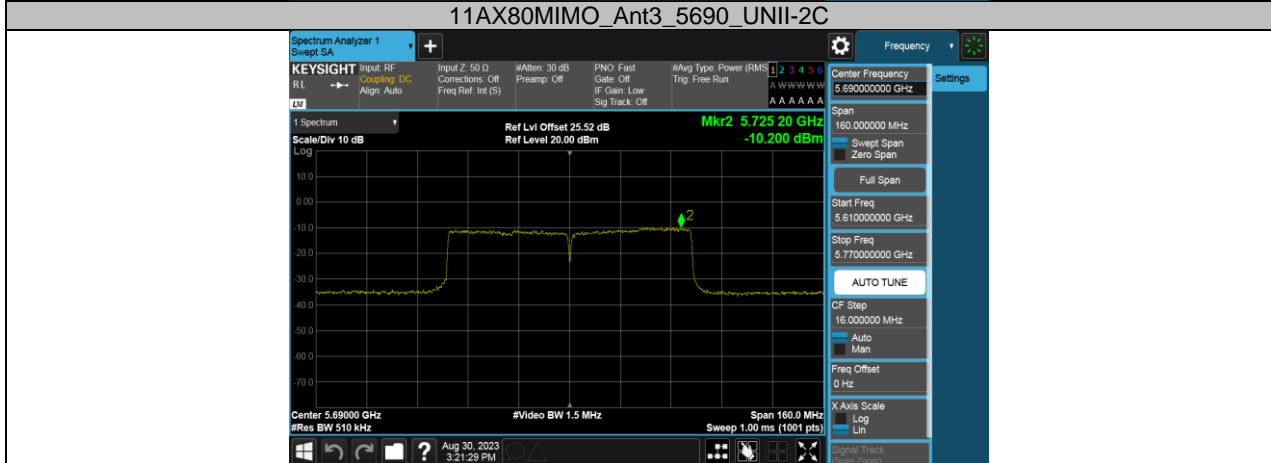 11AX80MIMO_Ant3_5690_UNII-2C
Spectrum Analyzer 1
Swept SA
+
Frequency
KEYSIGHT
RL
LXI
Input: RF
Coupling: DC
Align: Auto
Input Z: 50 Ω
Corrections: Off
Freq Ref: Int (S)
#Atten: 30 dB
Preamp: Off
PNO: Fast
Gate: Off
IF Gain: Low
Sig Track: Off
#Avg Type: Power (RMS
Trig: Free Run
1 2 3 4 5 6
A W W W W W
A A A A A A
Center Frequency
5.690000000 GHz
Settings
Span
160.000000 MHz
Swept Span
Zero Span
Full Span
Start Freq
5.610000000 GHz
Stop Freq
5.770000000 GHz
AUTO TUNE
CF Step
16.000000 MHz
Auto
Man
Freq Offset
0 Hz
X Axis Scale
Log
Lin
Signal Track
(Span Zoom)
1 Spectrum
Scale/Div 10 dB
Log
Ref Lvl Offset 25.52 dB
Ref Level 20.00 dBm
Mkr2 5.725 20 GHz
-10.200 dBm
10.0
0.00
-10.0
-20.0
-30.0
-40.0
-50.0
-60.0
-70.0
2
Center 5.69000 GHz
#Res BW 510 kHz
#Video BW 1.5 MHz
Span 160.0 MHz
Sweep 1.00 ms (1001 pts)
?
Aug 30, 2023
3:21:29 PM